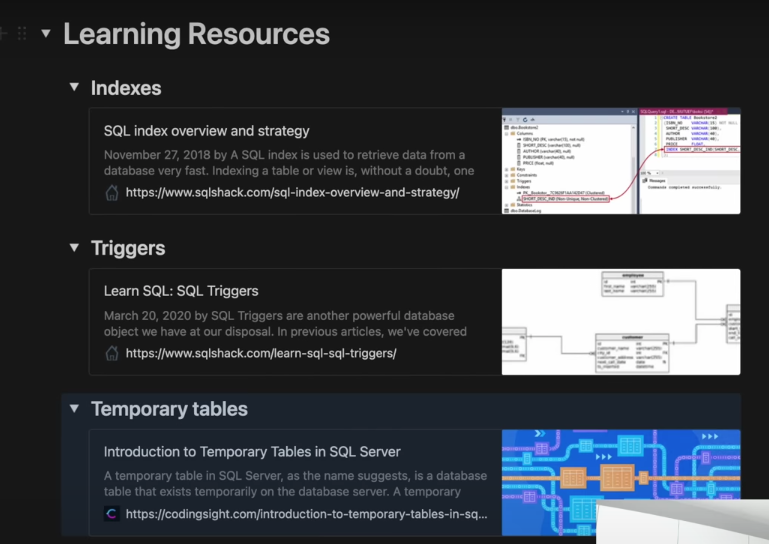 Learning Resources
Indexes
SQL index overview and strategy
November 27, 2018 by A SQL index is used to retrieve data from a
database very fast. Indexing a table or view is, without a doubt, one
https://www.sqlshack.com/sql-index-overview-and-strategy/
Triggers
Learn SQL: SQL Triggers
March 20, 2020 by SQL Triggers are another powerful database
object we have at our disposal. In previous articles, we've covered
https://www.sqlshack.com/learn-sql-sql-triggers/
employee
customer
Temporary tables
Introduction to Temporary Tables in SQL Server
A temporary table in SQL Server, as the name suggests, is a database
table that exists temporarily on the database server. A temporary
https://codingsight.com/introduction-to-temporary-tables-in-sq...